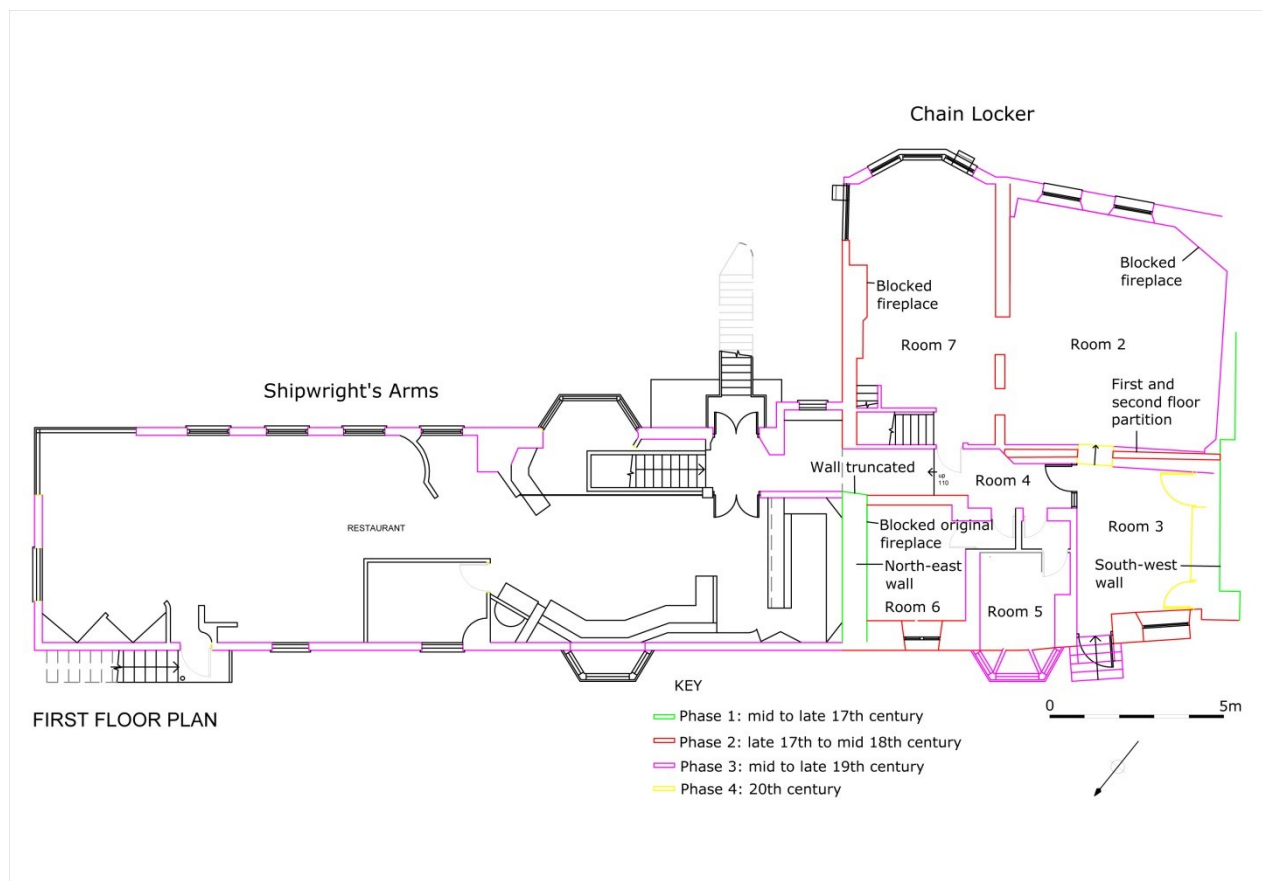 Chain Locker
Blocked
fireplace
Blocked
fireplace
Room 7
Room 2
Shipwright's Arms
First and
second floor
partition
Wall truncated
up
110
Room 4
RESTAURANT
Blocked original
fireplace
Room 3
North-east
wall
South-west
wall
Room 6
Room 5
KEY
0
5m
FIRST FLOOR PLAN
Phase 1: mid to late 17th century
Phase 2: late 17th to mid 18th century
Phase 3: mid to late 19th century
Phase 4: 20th century